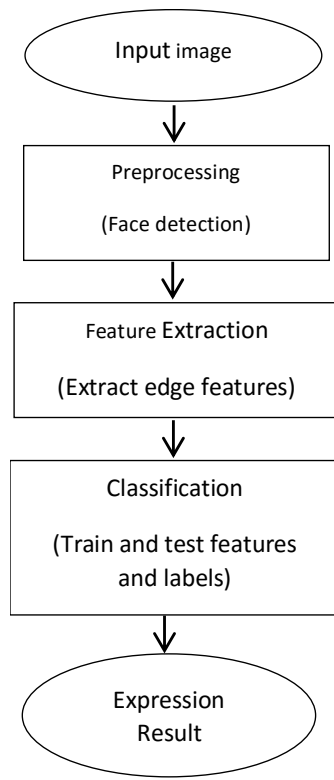 Input image
Preprocessing
(Face detection)
Feature Extraction
(Extract edge features)
Classification
(Train and test features
and labels)
Expression
Result